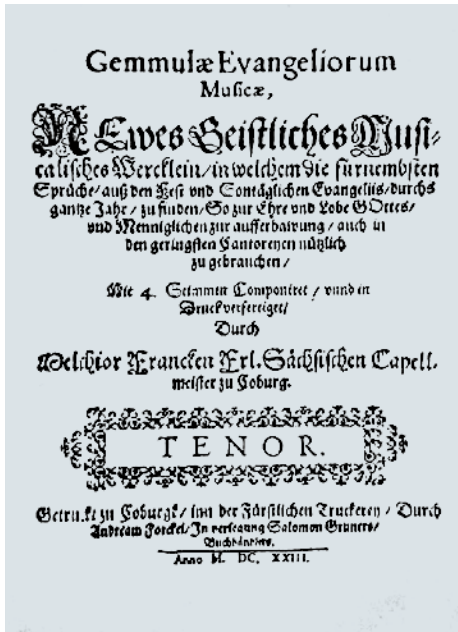 Gemmulæ Evangeliorum
Musicæ,
NEwes Geistliches Musi-
calisches Wercklein/in welchem die fürnembsten
Sprüche/auß den Fest vnd Sontäglichen Evangeliis/durchs
gantze Jahr/zu finden/So zur Ehre vnd Lobe GOttes/
vnd Menniglichen zur aufferbawung/auch in
den geringsten Cantoreyen nützlich
zu gebrauchen/
Mit 4. Stimmen Componiret/vnnd in
Druck verfertiget/
Durch
Melchior Francken Frl. Sächsischen Capell-
meister zu Coburg.
TENOR.
Getruckt zu Coburgk/inn der Fürstlichen Truckerey/Durch
Andream Forckel/In verlegung Salomon Gruners/
Buchhändlers.
Anno M. DC. XXIII.